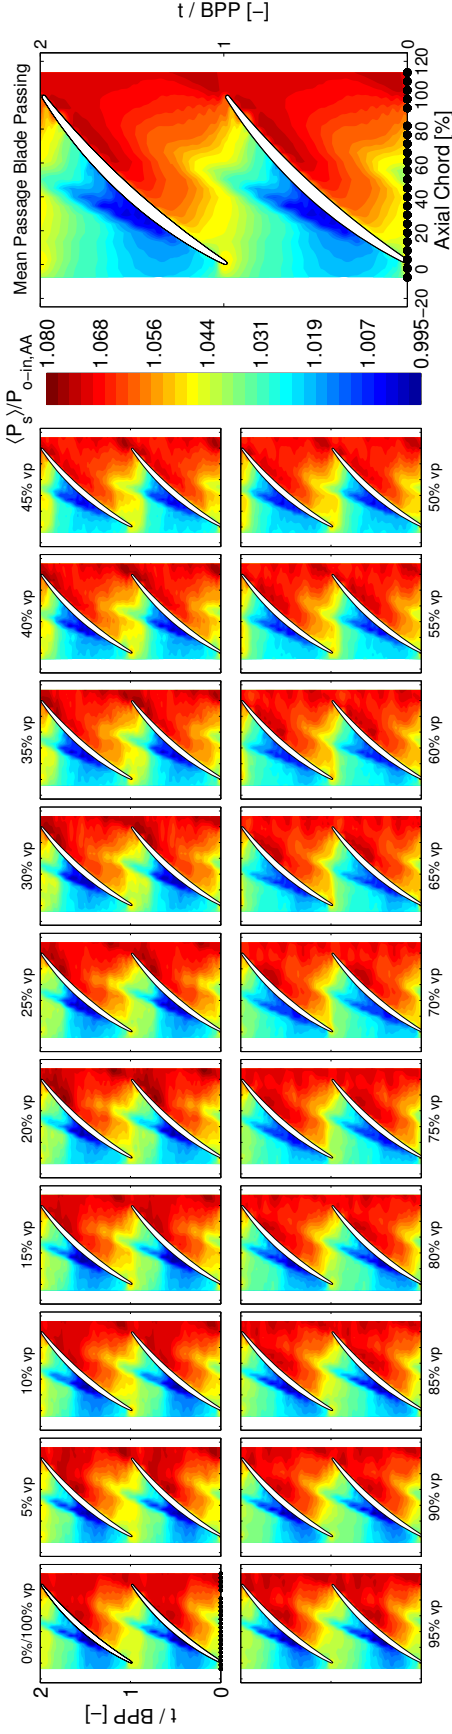 0%/100% vp
5% vp
10% vp
15% vp
20% vp
25% vp
30% vp
35% vp
40% vp
45% vp
2
1
0
t / BPP [–]
95% vp
90% vp
85% vp
80% vp
75% vp
70% vp
65% vp
60% vp
55% vp
50% vp
⟨P_s⟩/P_o−in,AA
1.080
1.068
1.056
1.044
1.031
1.019
1.007
0.995
Mean Passage Blade Passing
2
1
0
t / BPP [–]
−20 0 20 40 60 80 100 120
Axial Chord [%]